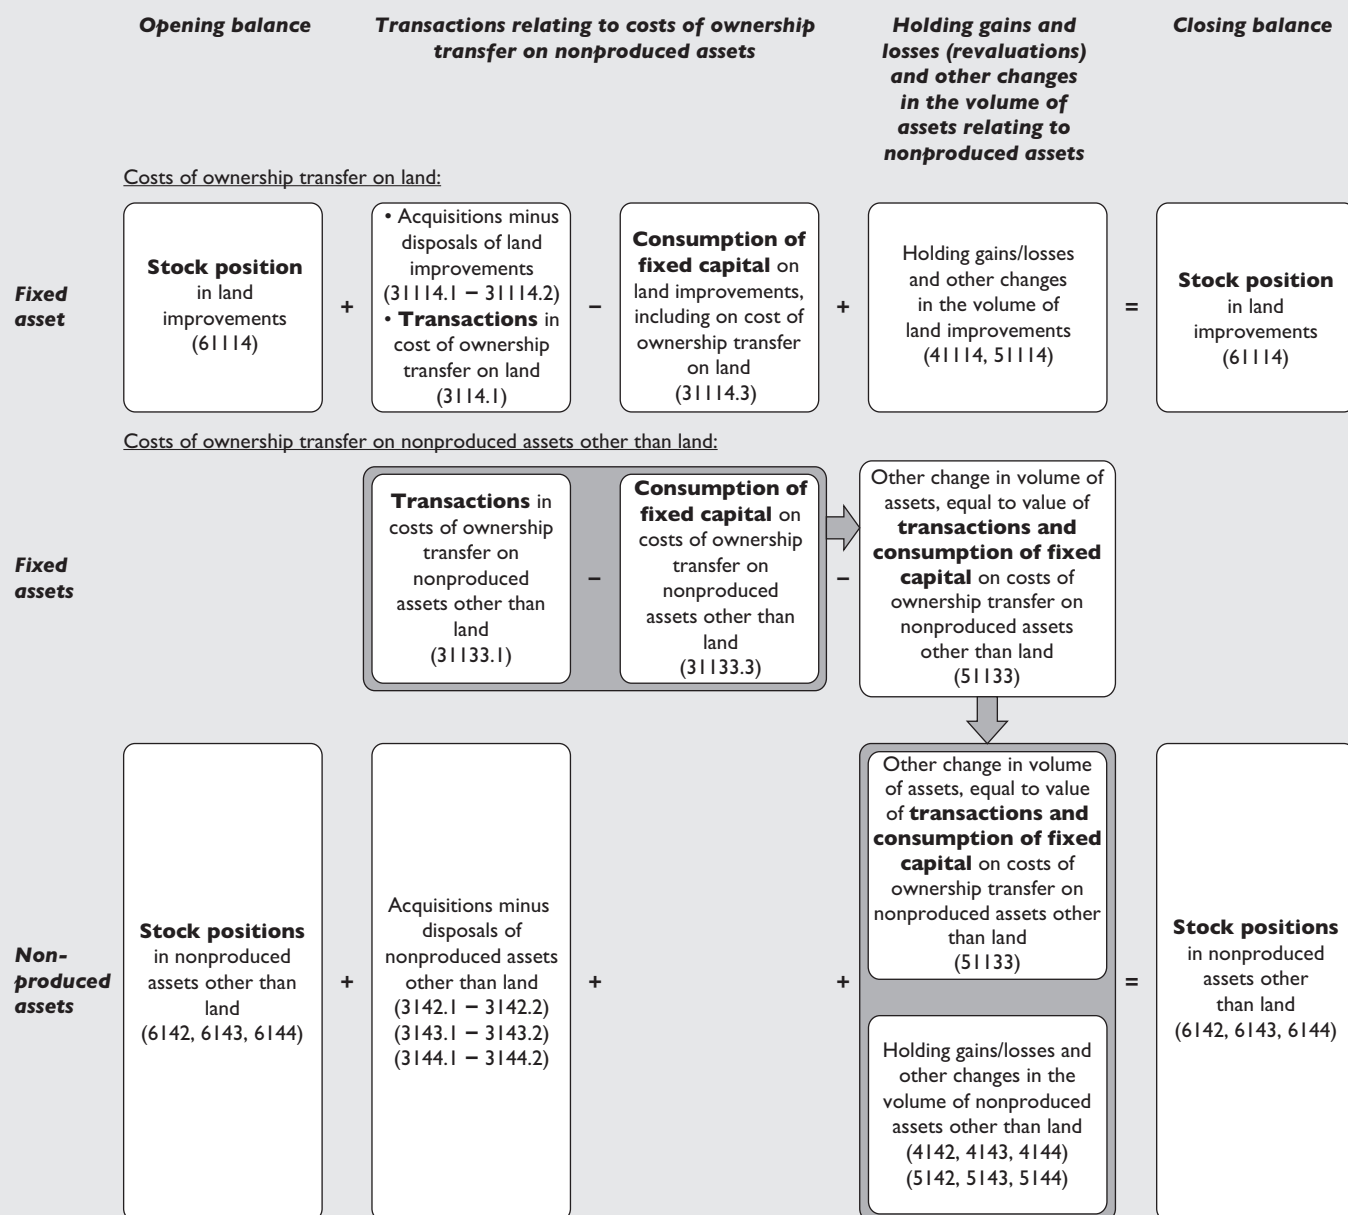 Opening balance
Transactions relating to costs of ownership
transfer on nonproduced assets
Holding gains and
losses (revaluations)
and other changes
in the volume of
assets relating to
nonproduced assets
Closing balance
Costs of ownership transfer on land:
Fixed
asset
Stock position
in land
improvements
(61114)
+
• Acquisitions minus
disposals of land
improvements
(31114.1 – 31114.2)
• Transactions in
cost of ownership
transfer on land
(3114.1)
–
Consumption of
fixed capital on
land improvements,
including on cost of
ownership transfer
on land
(31114.3)
+
Holding gains/losses
and other changes
in the volume of
land improvements
(41114, 51114)
=
Stock position
in land
improvements
(61114)
Costs of ownership transfer on nonproduced assets other than land:
Fixed
assets
Transactions in
costs of ownership
transfer on
nonproduced
assets other than
land
(31133.1)
–
Consumption of
fixed capital on
costs of ownership
transfer on
nonproduced
assets other than
land
(31133.3)
–
Other change in volume of
assets, equal to value of
transactions and
consumption of fixed
capital on costs of
ownership transfer on
nonproduced assets
other than land
(51133)
Non-
produced
assets
Stock positions
in nonproduced
assets other than
land
(6142, 6143, 6144)
+
Acquisitions minus
disposals of
nonproduced assets
other than land
(3142.1 – 3142.2)
(3143.1 – 3143.2)
(3144.1 – 3144.2)
+
+
Other change in volume
of assets, equal to value
of transactions and
consumption of fixed
capital on costs of
ownership transfer on
nonproduced assets other
than land
(51133)
Holding gains/losses and
other changes in the
volume of nonproduced
assets other than land
(4142, 4143, 4144)
(5142, 5143, 5144)
=
Stock positions
in nonproduced
assets other
than land
(6142, 6143, 6144)